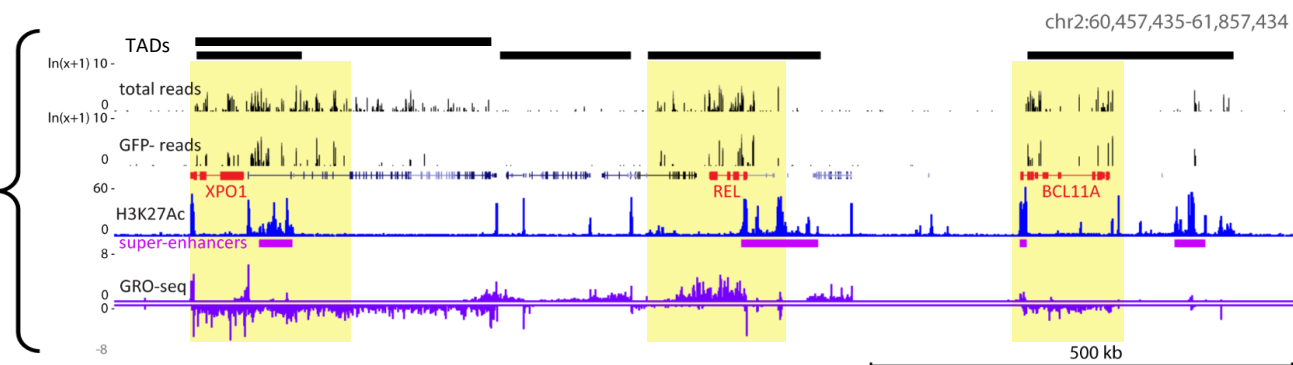 chr2:60,457,435-61,857,434
TADs
ln(x+1) 10 -
total reads
0
ln(x+1) 10 -
GFP- reads
0
XPO1 REL BCL11A
60 -
H3K27Ac
0
super-enhancers
8 -
GRO-seq
0
0-
-8
500 kb